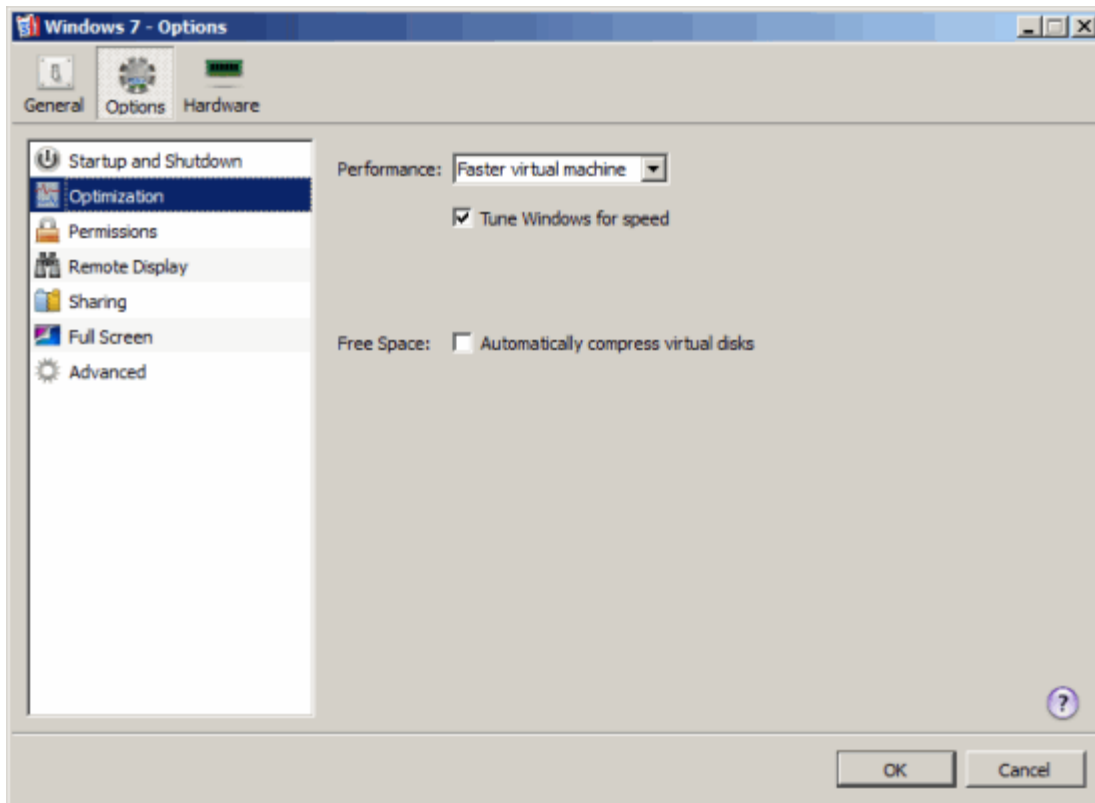 Windows 7 - Options
General Options Hardware
Startup and Shutdown
Optimization
Permissions
Remote Display
Sharing
Full Screen
Advanced
Performance: Faster virtual machine
Tune Windows for speed
Free Space: Automatically compress virtual disks
?
OK Cancel